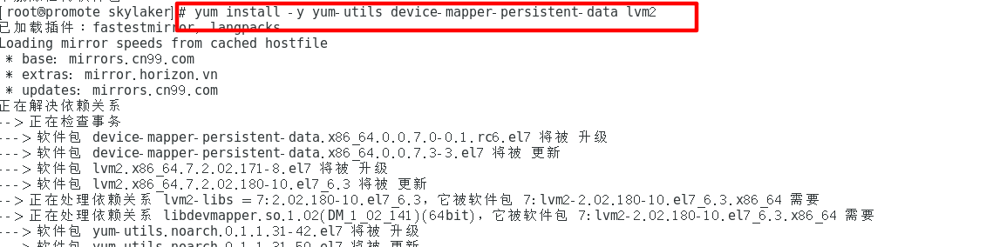 [root@promote skylaker]# yum install -y yum-utils device-mapper-persistent-data lvm2
已加载插件：fastestmirror, langpacks
Loading mirror speeds from cached hostfile
 * base: mirrors.cn99.com
 * extras: mirror.horizon.vn
 * updates: mirrors.cn99.com
正在解决依赖关系
--> 正在检查事务
---> 软件包 device-mapper-persistent-data.x86_64.0.0.7.0-0.1.rc6.el7 将被 升级
---> 软件包 device-mapper-persistent-data.x86_64.0.0.7.3-3.el7 将被 更新
---> 软件包 lvm2.x86_64.7.2.02.171-8.el7 将被 升级
---> 软件包 lvm2.x86_64.7.2.02.180-10.el7_6.3 将被 更新
--> 正在处理依赖关系 lvm2-libs = 7:2.02.180-10.el7_6.3，它被软件包 7:lvm2-2.02.180-10.el7_6.3.x86_64 需要
--> 正在处理依赖关系 libdevmapper.so.1.02(DM_1_02_141)(64bit)，它被软件包 7:lvm2-2.02.180-10.el7_6.3.x86_64 需要
---> 软件包 yum-utils.noarch.0.1.1.31-42.el7 将被 升级
---> 软件包 yum-utils.noarch.0.1.1.31-50.el7 将被 更新